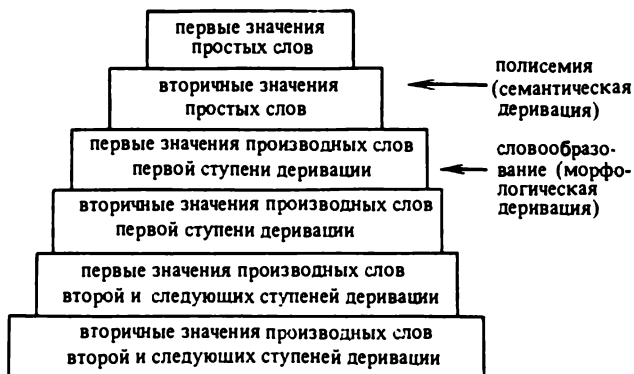 первые значения
простых слов
вторичные значения
простых слов
полисемия
(семантическая
деривация)
первые значения производных слов
первой ступени деривации
словообразо-
вание (морфо-
логическая
деривация)
вторичные значения производных слов
первой ступени деривации
первые значения производных слов
второй и следующих ступеней деривации
вторичные значения производных слов
второй и следующих ступеней деривации